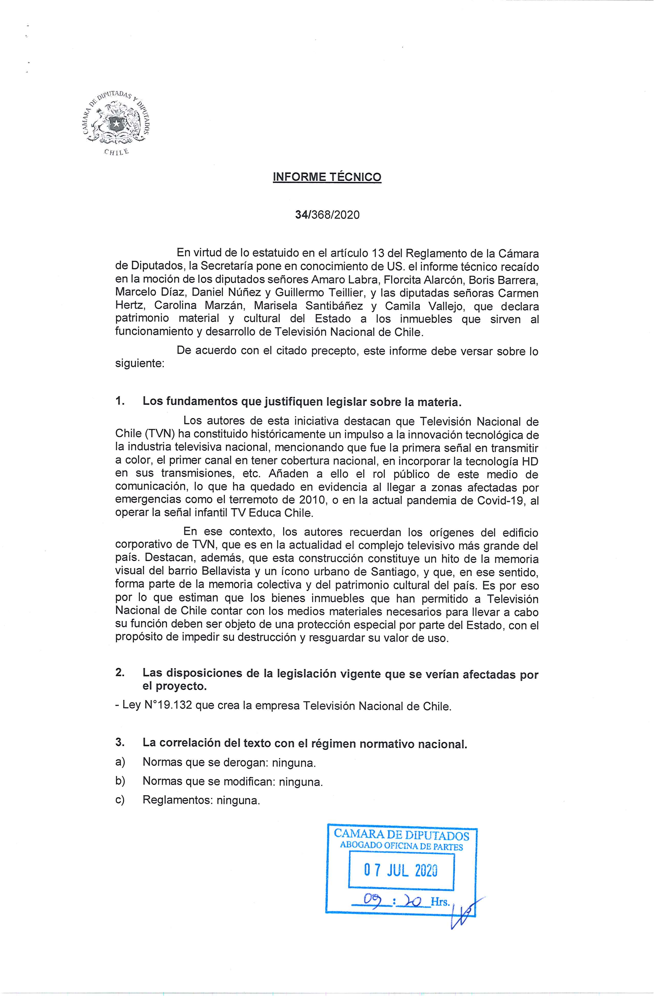 CAMARA DE DIPUTADAS Y DIPUTADOS
CHILE
INFORME TÉCNICO
34/368/2020
En virtud de lo estatuido en el artículo 13 del Reglamento de la Cámara
de Diputados, la Secretaría pone en conocimiento de US. el informe técnico recaído
en la moción de los diputados señores Amaro Labra, Florcita Alarcón, Boris Barrera,
Marcelo Díaz, Daniel Núñez y Guillermo Teillier, y las diputadas señoras Carmen
Hertz, Carolina Marzán, Marisela Santibáñez y Camila Vallejo, que declara
patrimonio material y cultural del Estado a los inmuebles que sirven al
funcionamiento y desarrollo de Televisión Nacional de Chile.
De acuerdo con el citado precepto, este informe debe versar sobre lo
siguiente:
1. Los fundamentos que justifiquen legislar sobre la materia.
Los autores de esta iniciativa destacan que Televisión Nacional de
Chile (TVN) ha constituido históricamente un impulso a la innovación tecnológica de
la industria televisiva nacional, mencionando que fue la primera señal en transmitir
a color, el primer canal en tener cobertura nacional, en incorporar la tecnología HD
en sus transmisiones, etc. Añaden a ello el rol público de este medio de
comunicación, lo que ha quedado en evidencia al llegar a zonas afectadas por
emergencias como el terremoto de 2010, o en la actual pandemia de Covid-19, al
operar la señal infantil TV Educa Chile.
En ese contexto, los autores recuerdan los orígenes del edificio
corporativo de TVN, que es en la actualidad el complejo televisivo más grande del
país. Destacan, además, que esta construcción constituye un hito de la memoria
visual del barrio Bellavista y un ícono urbano de Santiago, y que, en ese sentido,
forma parte de la memoria colectiva y del patrimonio cultural del país. Es por eso
por lo que estiman que los bienes inmuebles que han permitido a Televisión
Nacional de Chile contar con los medios materiales necesarios para llevar a cabo
su función deben ser objeto de una protección especial por parte del Estado, con el
propósito de impedir su destrucción y resguardar su valor de uso.
2. Las disposiciones de la legislación vigente que se verían afectadas por
el proyecto.
- Ley N°19.132 que crea la empresa Televisión Nacional de Chile.
3. La correlación del texto con el régimen normativo nacional.
a) Normas que se derogan: ninguna.
b) Normas que se modifican: ninguna.
c) Reglamentos: ninguna.
CAMARA DE DIPUTADOS
ABOGADO OFICINA DE PARTES
07 JUL 2020
09 : 20 Hrs.